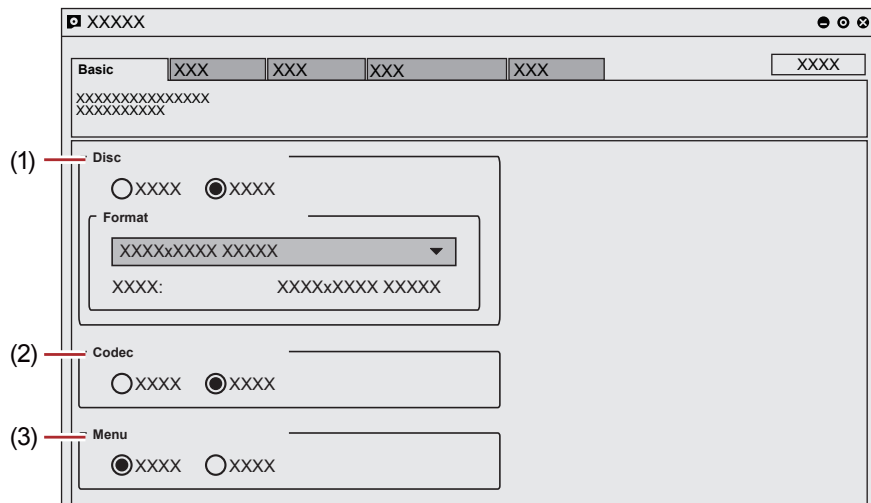 XXXXX
Basic XXX XXX XXX XXX XXXX
XXXXXXXXXXXXXXX
XXXXXXXXXX
(1) Disc
XXXX XXXX
Format
XXXXxXXXX XXXXX
XXXX: XXXXxXXXX XXXXX
(2) Codec
XXXX XXXX
(3) Menu
XXXX XXXX